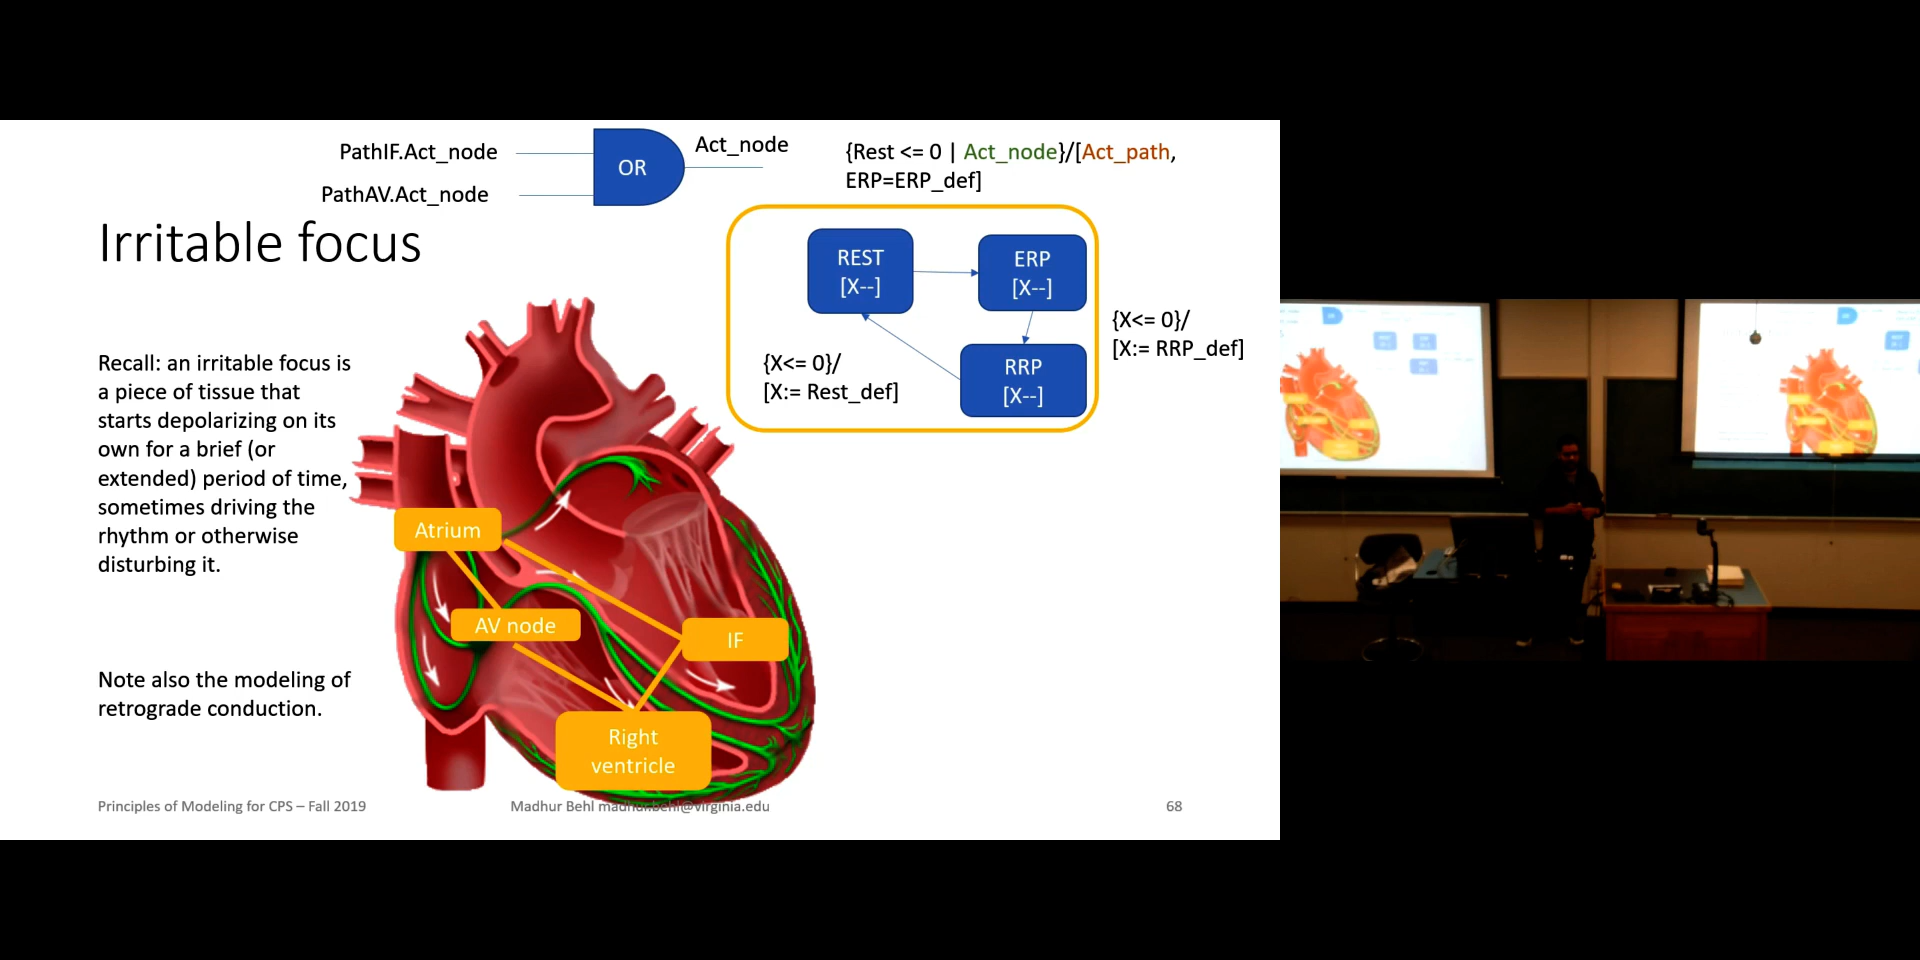 PathIF.Act_node
PathAV.Act_node
OR
Act_node
{Rest <= 0 | Act_node}/[Act_path,
ERP=ERP_def]
Irritable focus
REST
[X--]
ERP
[X--]
{X<= 0}/
[X:= RRP_def]
RRP
[X--]
{X<= 0}/
[X:= Rest_def]
Recall: an irritable focus is
a piece of tissue that
starts depolarizing on its
own for a brief (or
extended) period of time,
sometimes driving the
rhythm or otherwise
disturbing it.
Atrium
AV node
IF
Right
ventricle
Note also the modeling of
retrograde conduction.
Principles of Modeling for CPS – Fall 2019
Madhur Behl madhur.behl@virginia.edu
68